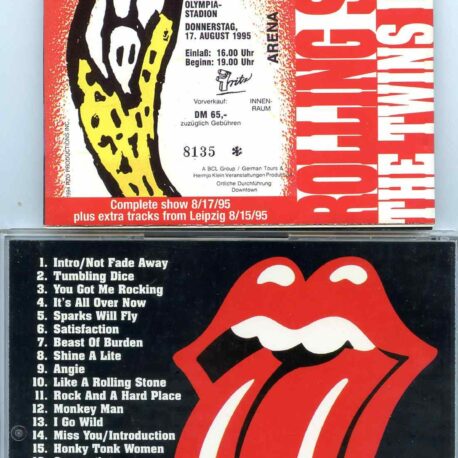 OLYMPIA-
STADION
DONNERSTAG,
17. AUGUST 1995
Einlaß: 16.00 Uhr
Beginn: 19.00 Uhr
Fritz
Vorverkauf:
INNEN-
RAUM
DM 65,-
zuzüglich Gebühren
8135 *
A BCL Group / German Tours &
Örtliche Durchführung
Downtown
ARENA
ROLLING S
THE TWINS
Complete show 8/17/95
plus extra tracks from Leipzig 8/15/95
1. Intro/Not Fade Away
2. Tumbling Dice
3. You Got Me Rocking
4. It's All Over Now
5. Sparks Will Fly
6. Satisfaction
7. Beast Of Burden
8. Shine A Lite
9. Angie
10. Like A Rolling Stone
11. Rock And A Hard Place
12. Monkey Man
13. I Go Wild
14. Miss You/Introduction
15. Honky Tonk Women